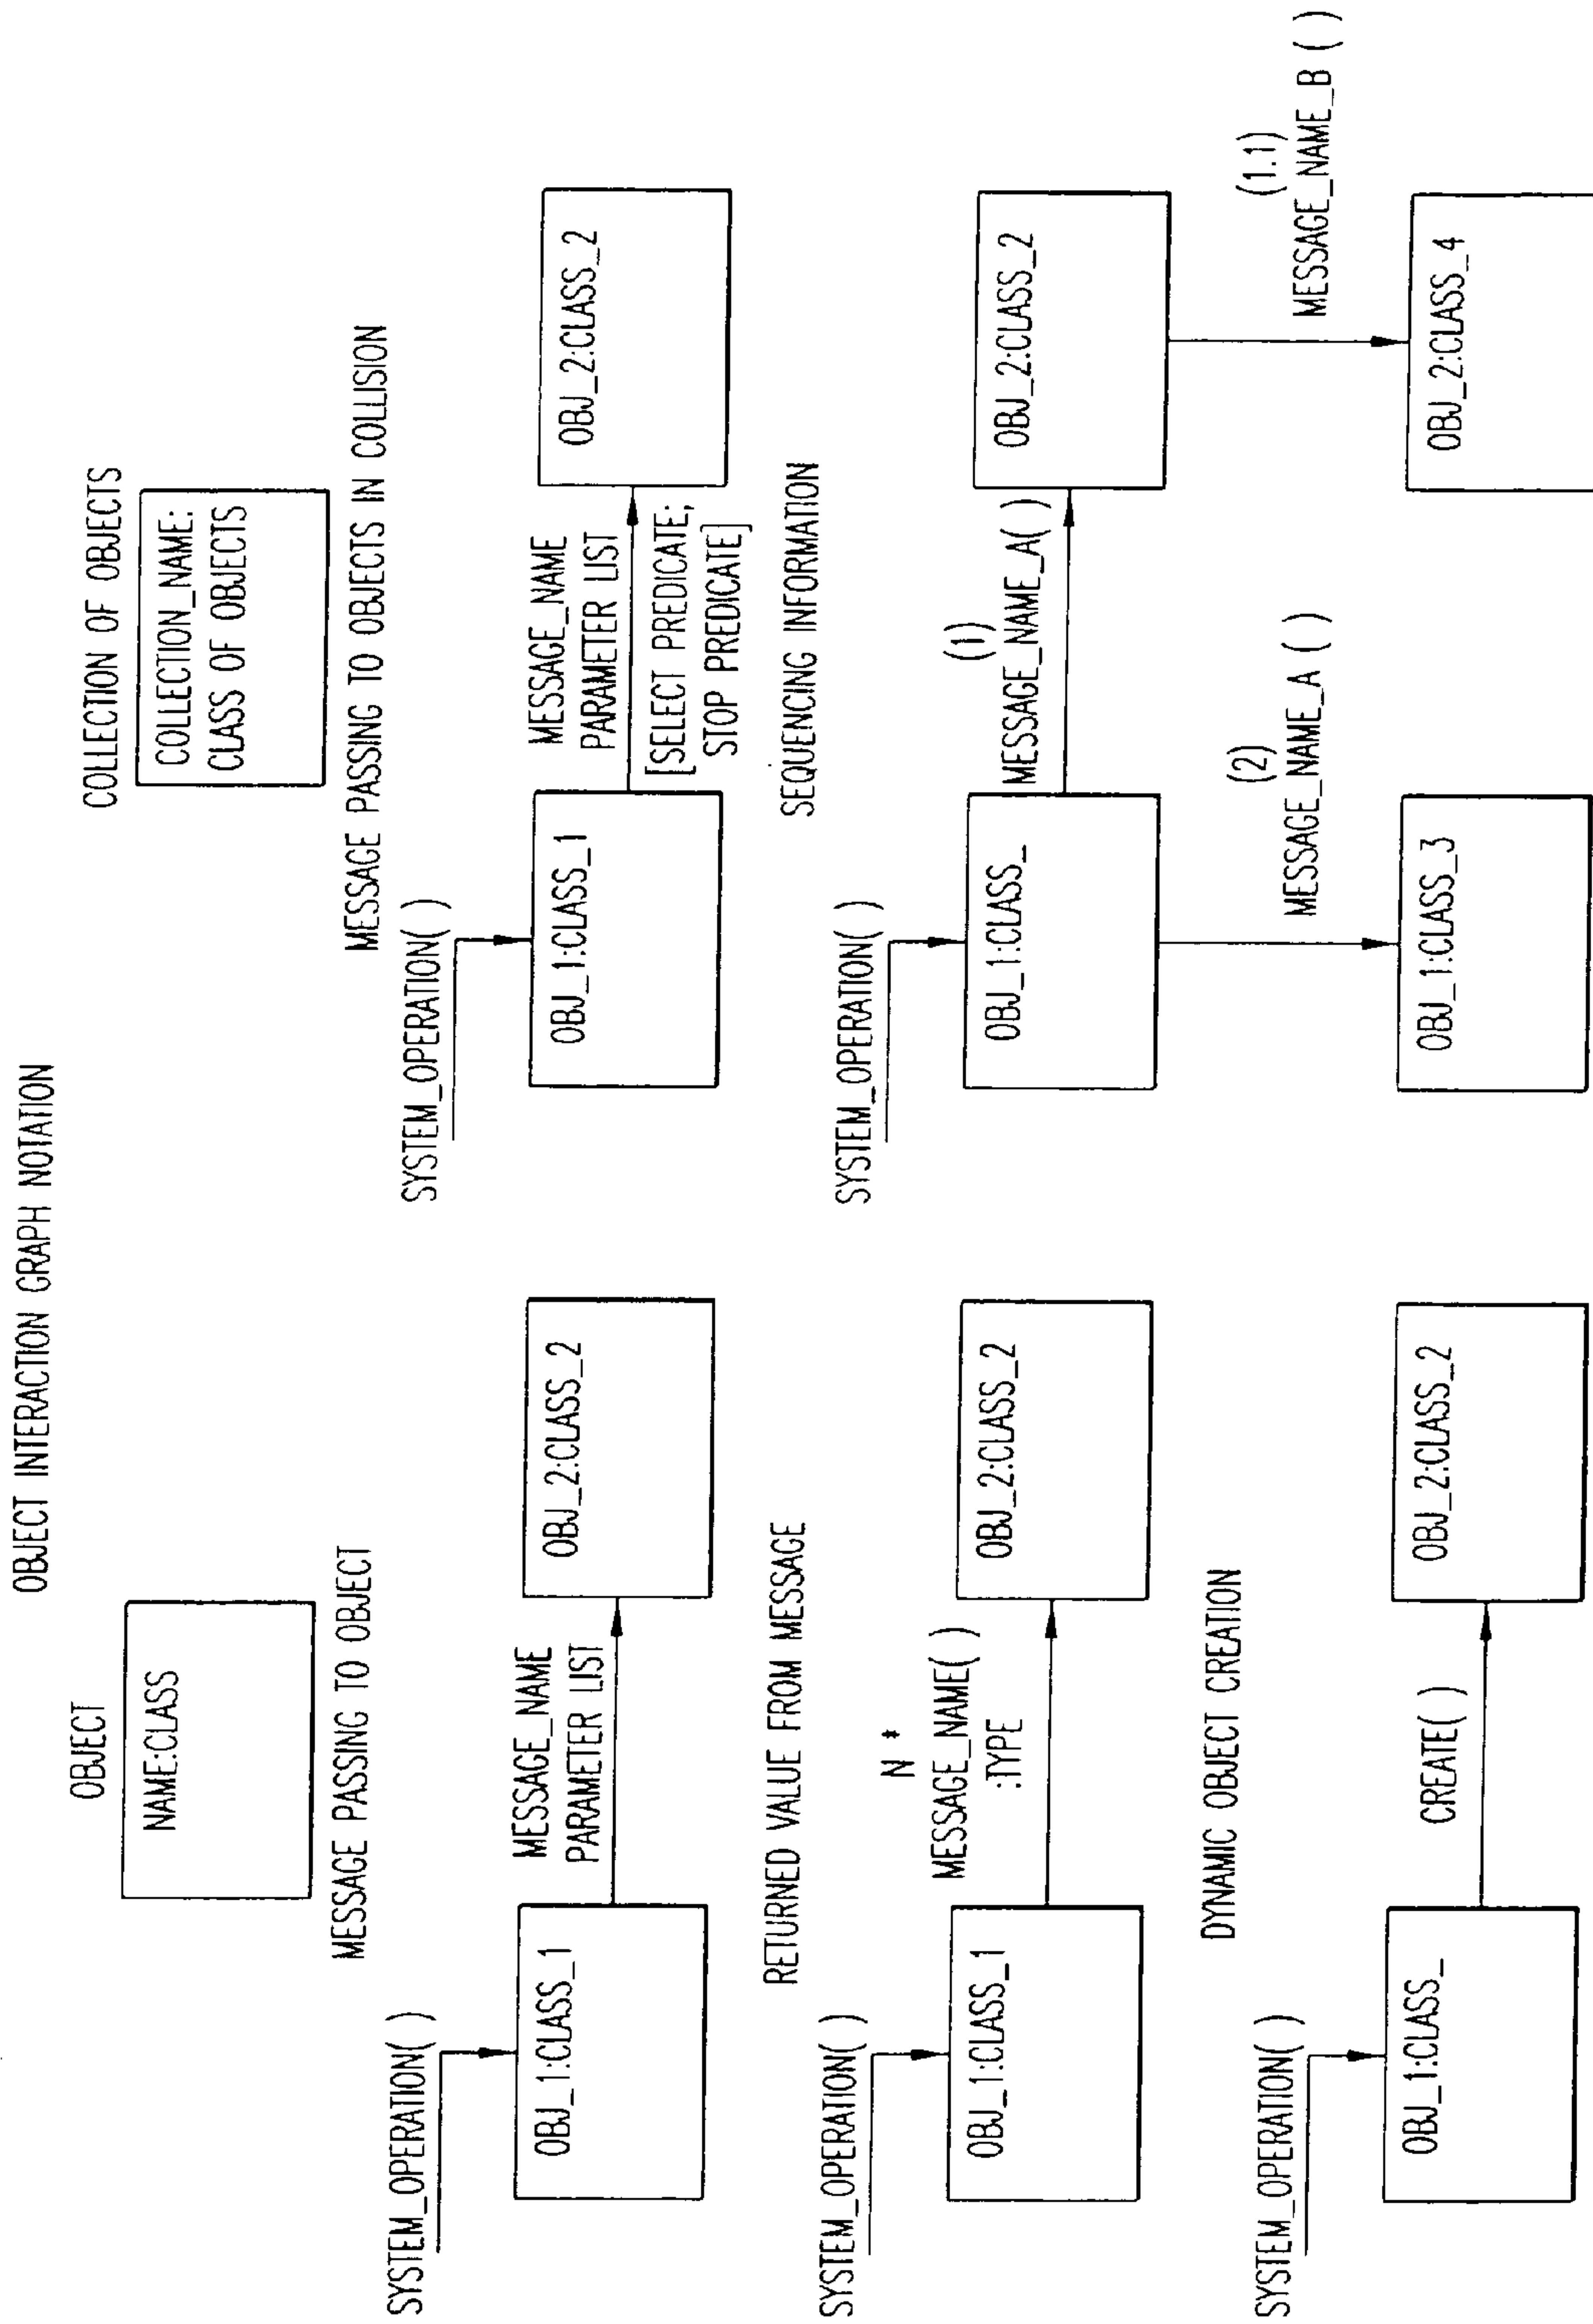 OBJECT INTERACTION GRAPH NOTATION
OBJECT
NAME:CLASS
MESSAGE PASSING TO OBJECT
SYSTEM_OPERATION( )
OBJ_1:CLASS_1
MESSAGE_NAME
PARAMETER LIST
OBJ_2:CLASS_2
RETURNED VALUE FROM MESSAGE
SYSTEM_OPERATION( )
OBJ_1:CLASS_1
N *
MESSAGE_NAME( )
:TYPE
OBJ_2:CLASS_2
DYNAMIC OBJECT CREATION
SYSTEM_OPERATION( )
OBJ_1:CLASS_
CREATE( )
OBJ_2:CLASS_2
COLLECTION OF OBJECTS
COLLECTION_NAME:
CLASS OF OBJECTS
MESSAGE PASSING TO OBJECTS IN COLLISION
SYSTEM_OPERATION( )
OBJ_1:CLASS_1
MESSAGE_NAME
PARAMETER LIST
[SELECT PREDICATE;
STOP PREDICATE]
OBJ_2:CLASS_2
SEQUENCING INFORMATION
SYSTEM_OPERATION( )
OBJ_1:CLASS_
(1)
MESSAGE_NAME_A( )
OBJ_2:CLASS_2
(2)
MESSAGE_NAME_A ( )
(1.1)
MESSAGE_NAME_B ( )
OBJ_1:CLASS_3
OBJ_2:CLASS_4